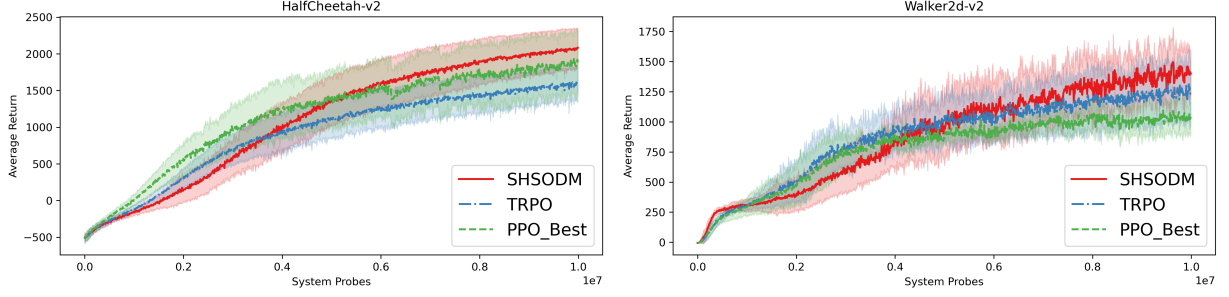 HalfCheetah-v2
Average Return
2500
2000
1500
1000
500
0
−500
0.0
0.2
0.4
0.6
0.8
1.0
1e7
System Probes
SHSODM
TRPO
PPO_Best
Walker2d-v2
Average Return
1750
1500
1250
1000
750
500
250
0
0.0
0.2
0.4
0.6
0.8
1.0
1e7
System Probes
SHSODM
TRPO
PPO_Best